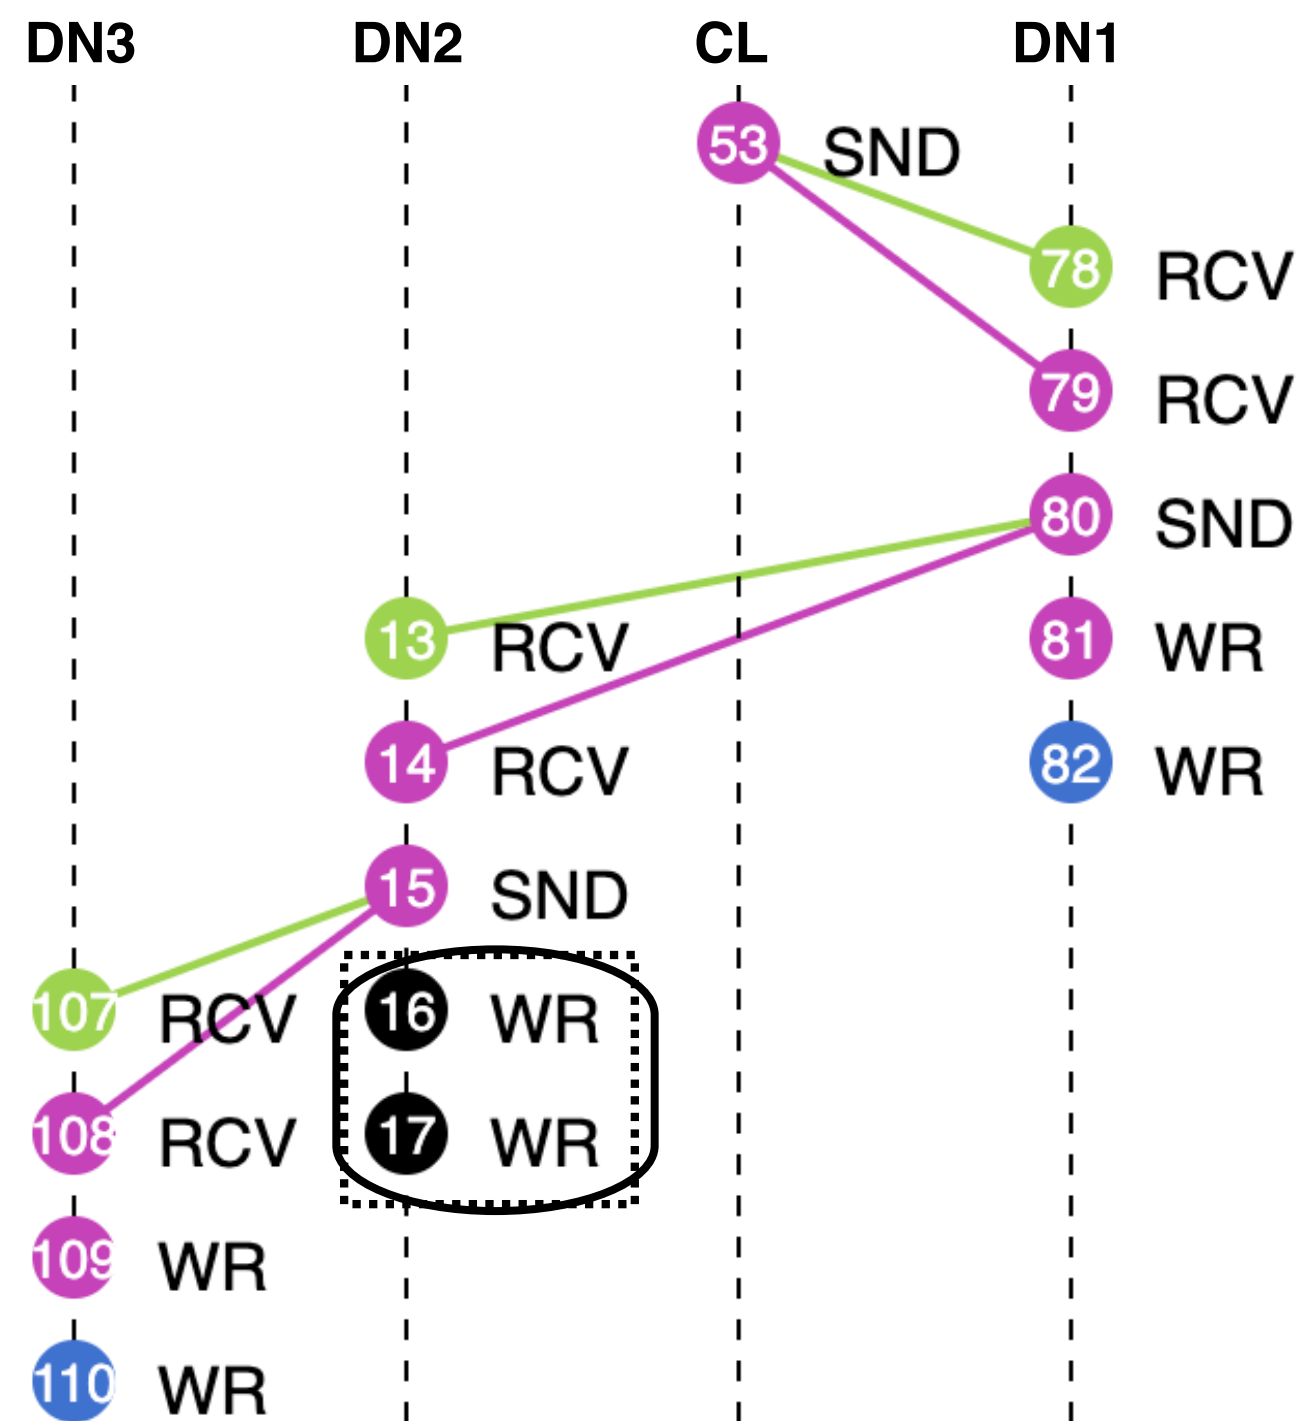 DN3 DN2 CL DN1
53 SND
78 RCV
79 RCV
80 SND
13 RCV 81 WR
14 RCV 82 WR
15 SND
107 RCV 16 WR
108 RCV 17 WR
109 WR
110 WR